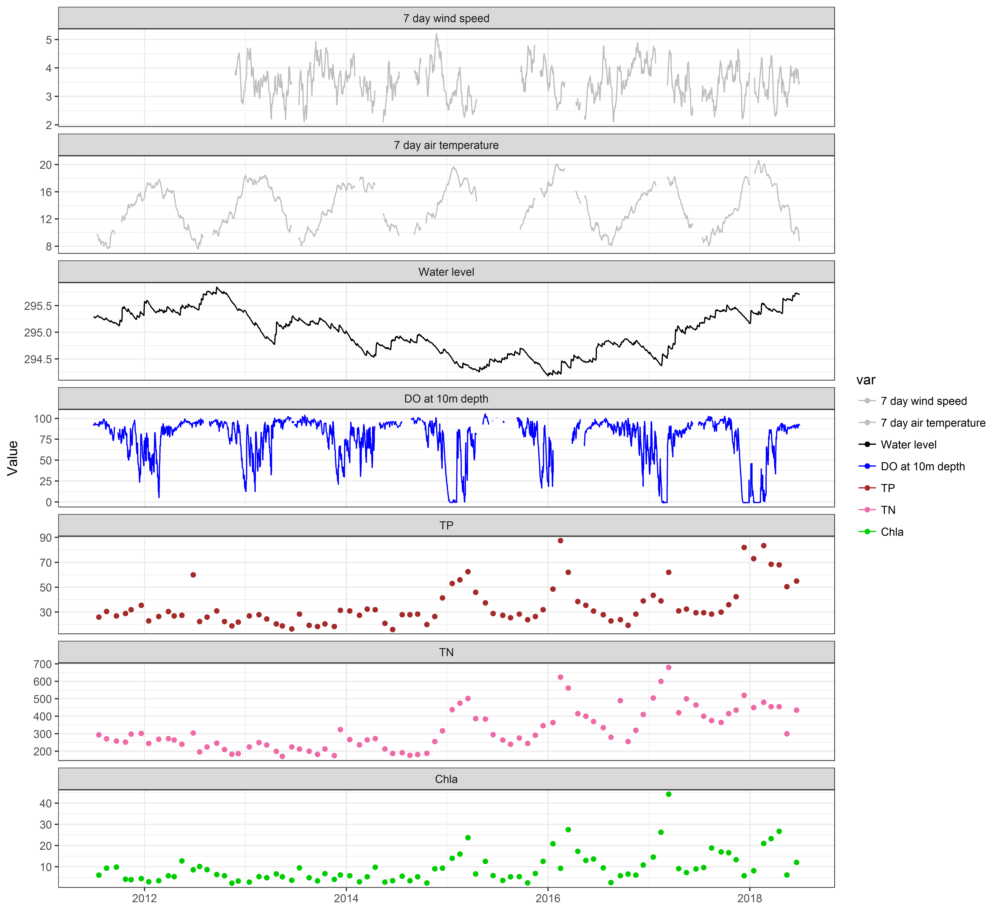 7 day wind speed
5
4
3
2
7 day air temperature
20
16
12
8
Water level
295.5
295.0
294.5
DO at 10m depth
100
75
50
25
0
TP
90
70
50
30
TN
700
600
500
400
300
200
Chla
40
30
20
10
2012 2014 2016 2018
Value
var
7 day wind speed
7 day air temperature
Water level
DO at 10m depth
TP
TN
Chla